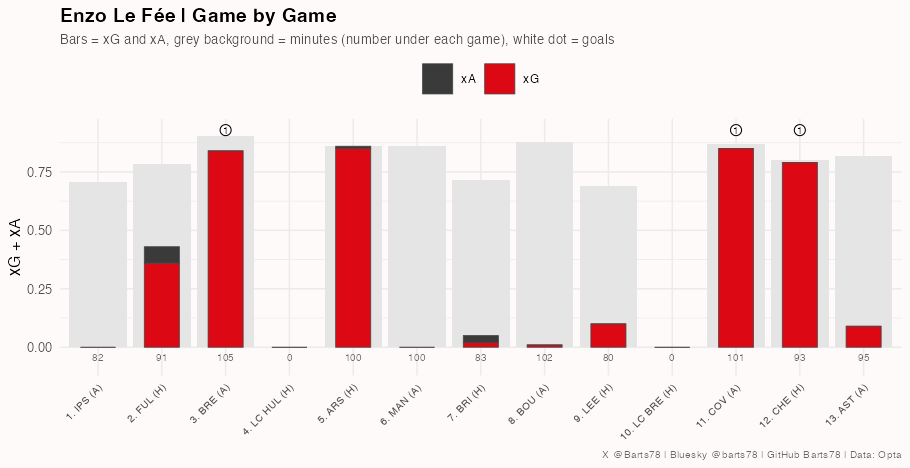 Enzo Le Fée | Game by Game
Bars = xG and xA, grey background = minutes (number under each game), white dot = goals
xA xG
1 1 1
xG + xA
0.75
0.50
0.25
0.00
82 91 105 0 100 100 83 102 80 0 101 93 95
1. IPS (A) 2. FUL (H) 3. BRE (A) 4. LC HUL (H) 5. ARS (H) 6. MAN (A) 7. BRI (H) 8. BOU (A) 9. LEE (H) 10. LC BRE (H) 11. COV (A) 12. CHE (H) 13. AST (A)
X @Barts78 | Bluesky @barts78 | GitHub Barts78 | Data: Opta